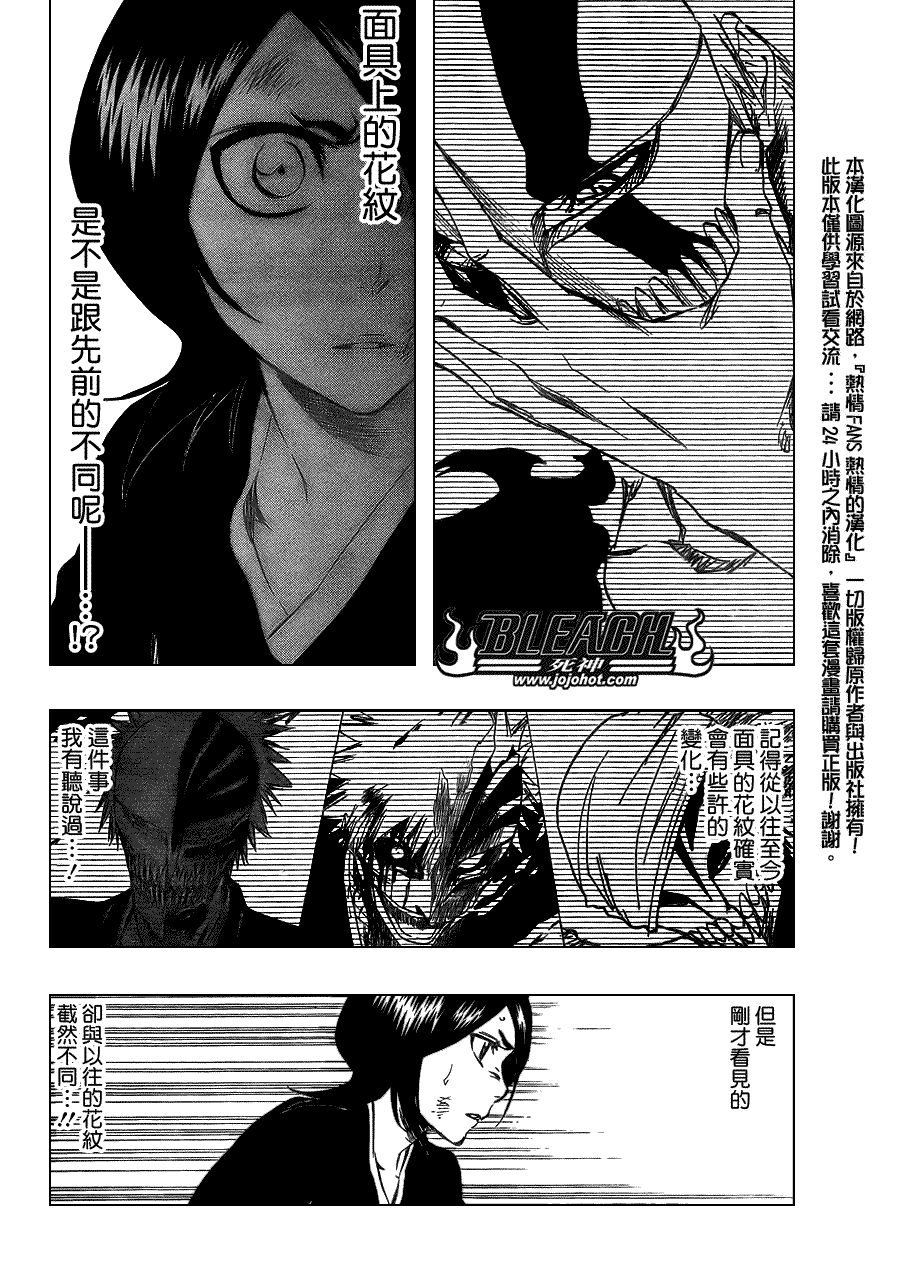 本漢化圖源來自於網路．『熱情FANS 熱情的漢化』一切版權歸原作者與出版社擁有！
此版本僅供學習試看交流… 請24小時之內消除．喜歡這套漫畫請購買正版！謝謝。
面具上的花紋
是不是跟先前的不同呢——…!?
BLEACH
死神
www.jojohot.com
記得從以往至今
面具的花紋確實
會有些許的
變化…
這件事
我有聽說過…！
但是
剛才看見的
卻與以往的花紋
截然不同…!!